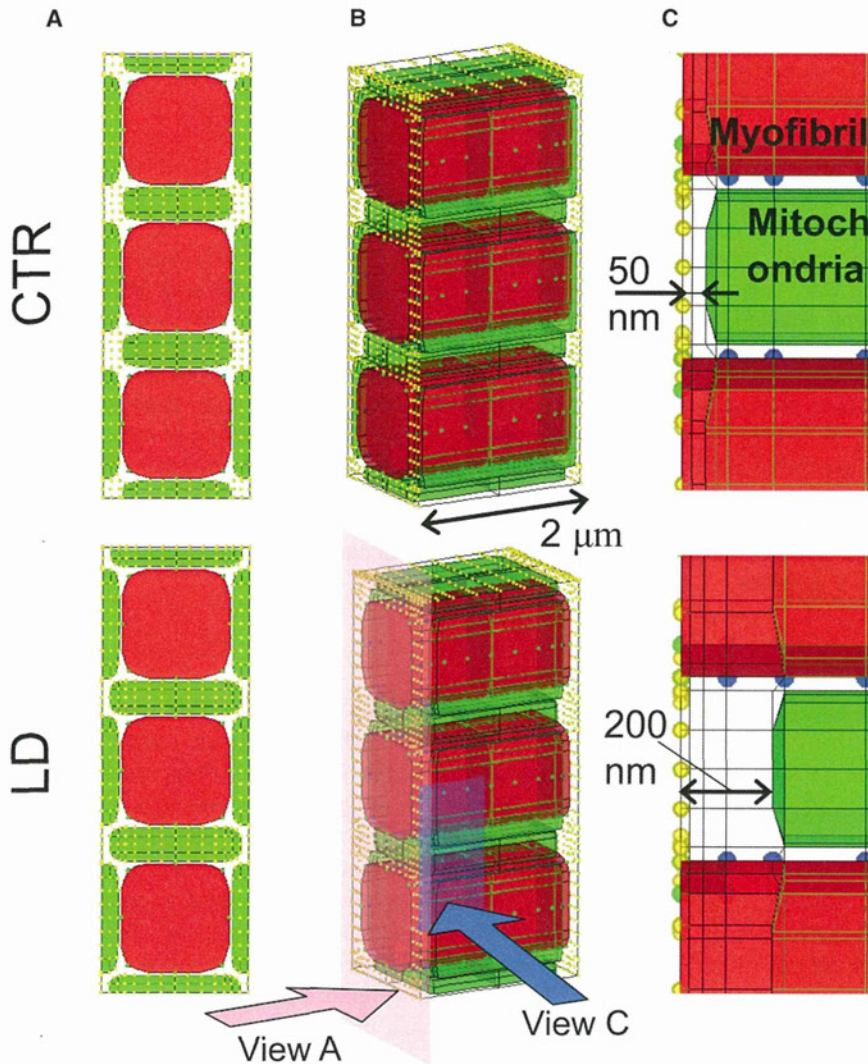 A
B
C
CTR
Myofibril
Mitoch
ondria
50
nm
2 μm
LD
200
nm
View A
View C